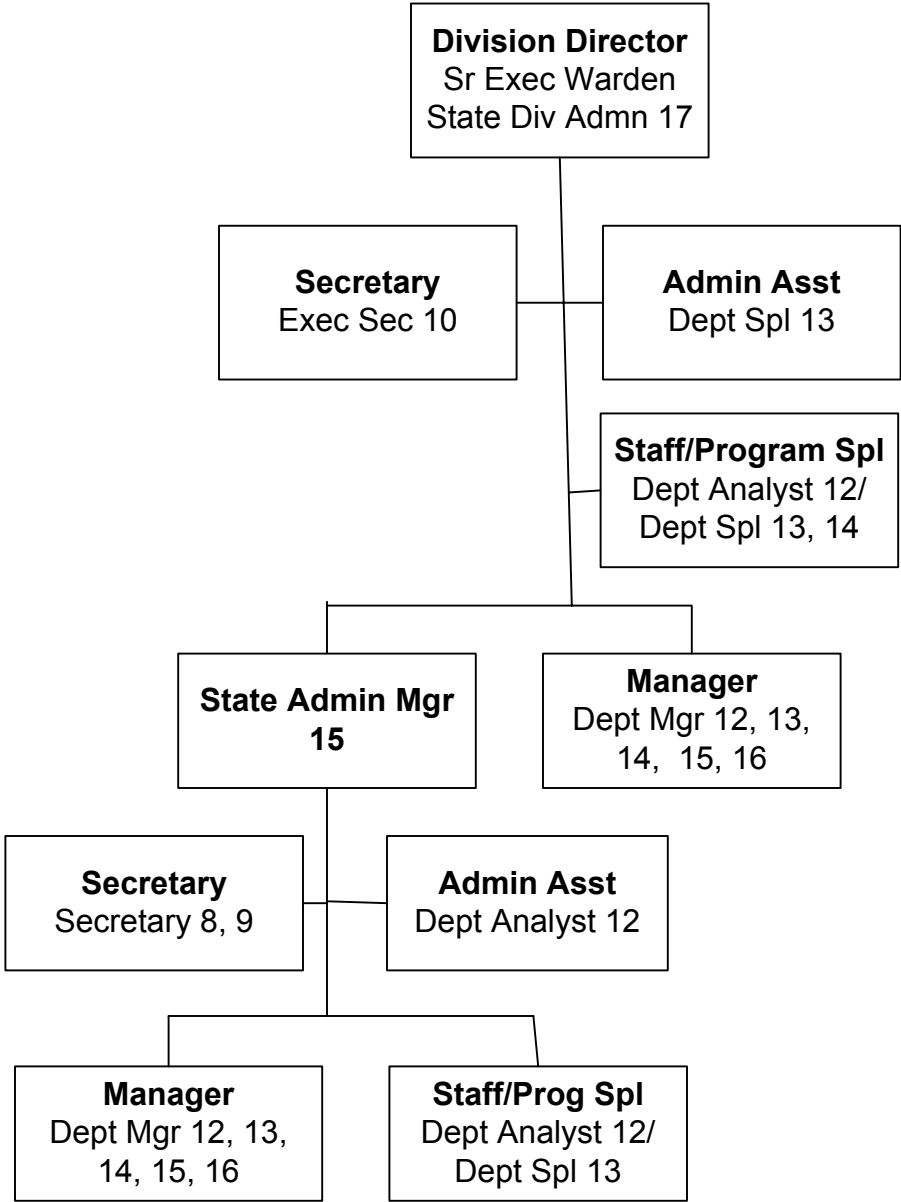 Division Director
Sr Exec Warden
State Div Admn 17
Secretary
Exec Sec 10
Admin Asst
Dept Spl 13
Staff/Program Spl
Dept Analyst 12/
Dept Spl 13, 14
State Admin Mgr
15
Manager
Dept Mgr 12, 13,
14,  15, 16
Secretary
Secretary 8, 9
Admin Asst
Dept Analyst 12
Manager
Dept Mgr 12, 13,
14, 15, 16
Staff/Prog Spl
Dept Analyst 12/
Dept Spl 13